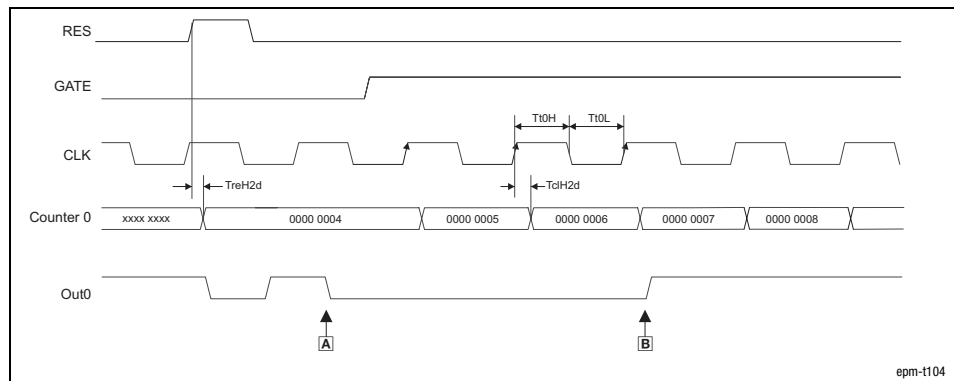 RES
GATE
Tt0H Tt0L
CLK
TreH2d TclH2d
Counter 0 xxxx xxxx 0000 0004 0000 0005 0000 0006 0000 0007 0000 0008
Out0
A B
epm-t104